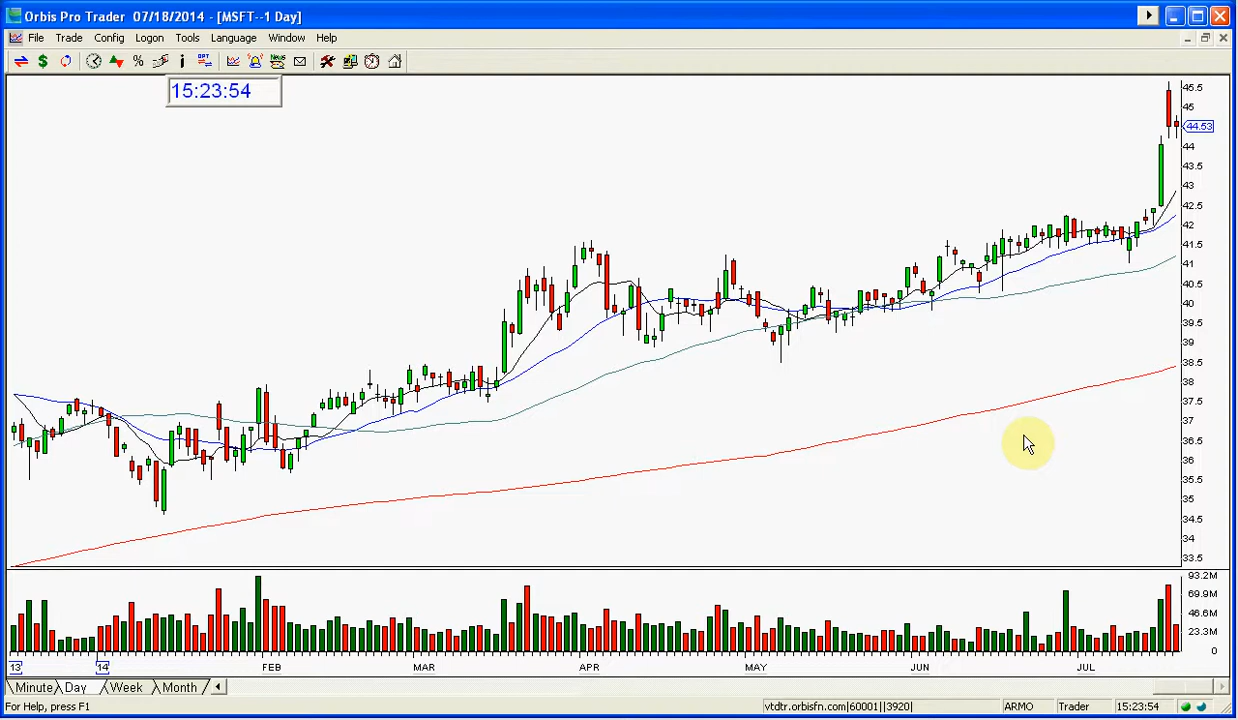 Orbis Pro Trader 07/18/2014 - [MSFT--1 Day]
File Trade Config Logon Tools Language Window Help
$ % i OPT News
15:23:54
45.5
45
44.53
44
43.5
43
42.5
42
41.5
41
40.5
40
39.5
39
38.5
38
37.5
37
36.5
36
35.5
35
34.5
34
33.5
93.2M
69.9M
46.6M
23.3M
0
13 14 FEB MAR APR MAY JUN JUL
Minute Day Week Month
For Help, press F1 vtdtr.orbisfn.com|60001||3920| ARMO Trader 15:23:54